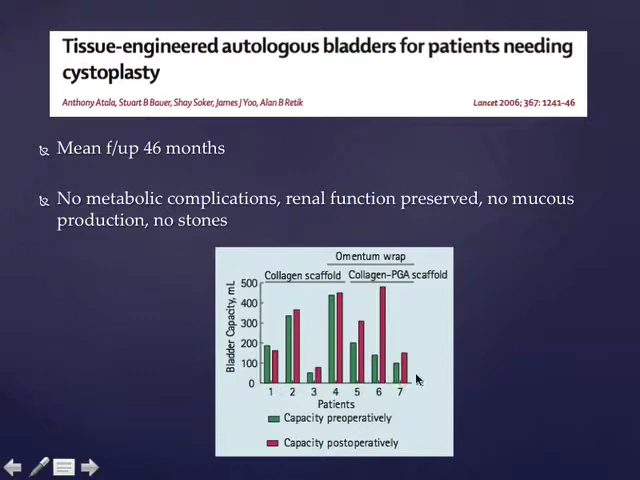 Tissue-engineered autologous bladders for patients needing
cystoplasty
Anthony Atala, Stuart B Bauer, Shay Soker, James J Yoo, Alan B Retik
Lancet 2006; 367: 1241–46
Mean f/up 46 months
No metabolic complications, renal function preserved, no mucous
production, no stones
Omentum wrap
Collagen scaffold
Collagen-PGA scaffold
Bladder Capacity, mL
500
400
300
200
100
0
1 2 3 4 5 6 7
Patients
Capacity preoperatively
Capacity postoperatively